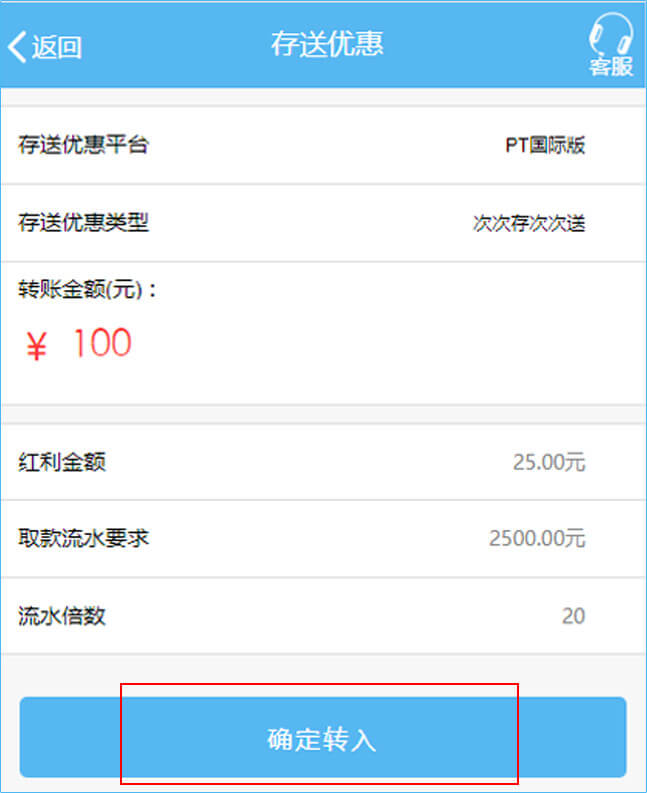 返回 存送优惠 客服
存送优惠平台 PT国际版
存送优惠类型 次次存次次送
转账金额(元)：
¥ 100
红利金额 25.00元
取款流水要求 2500.00元
流水倍数 20
确定转入